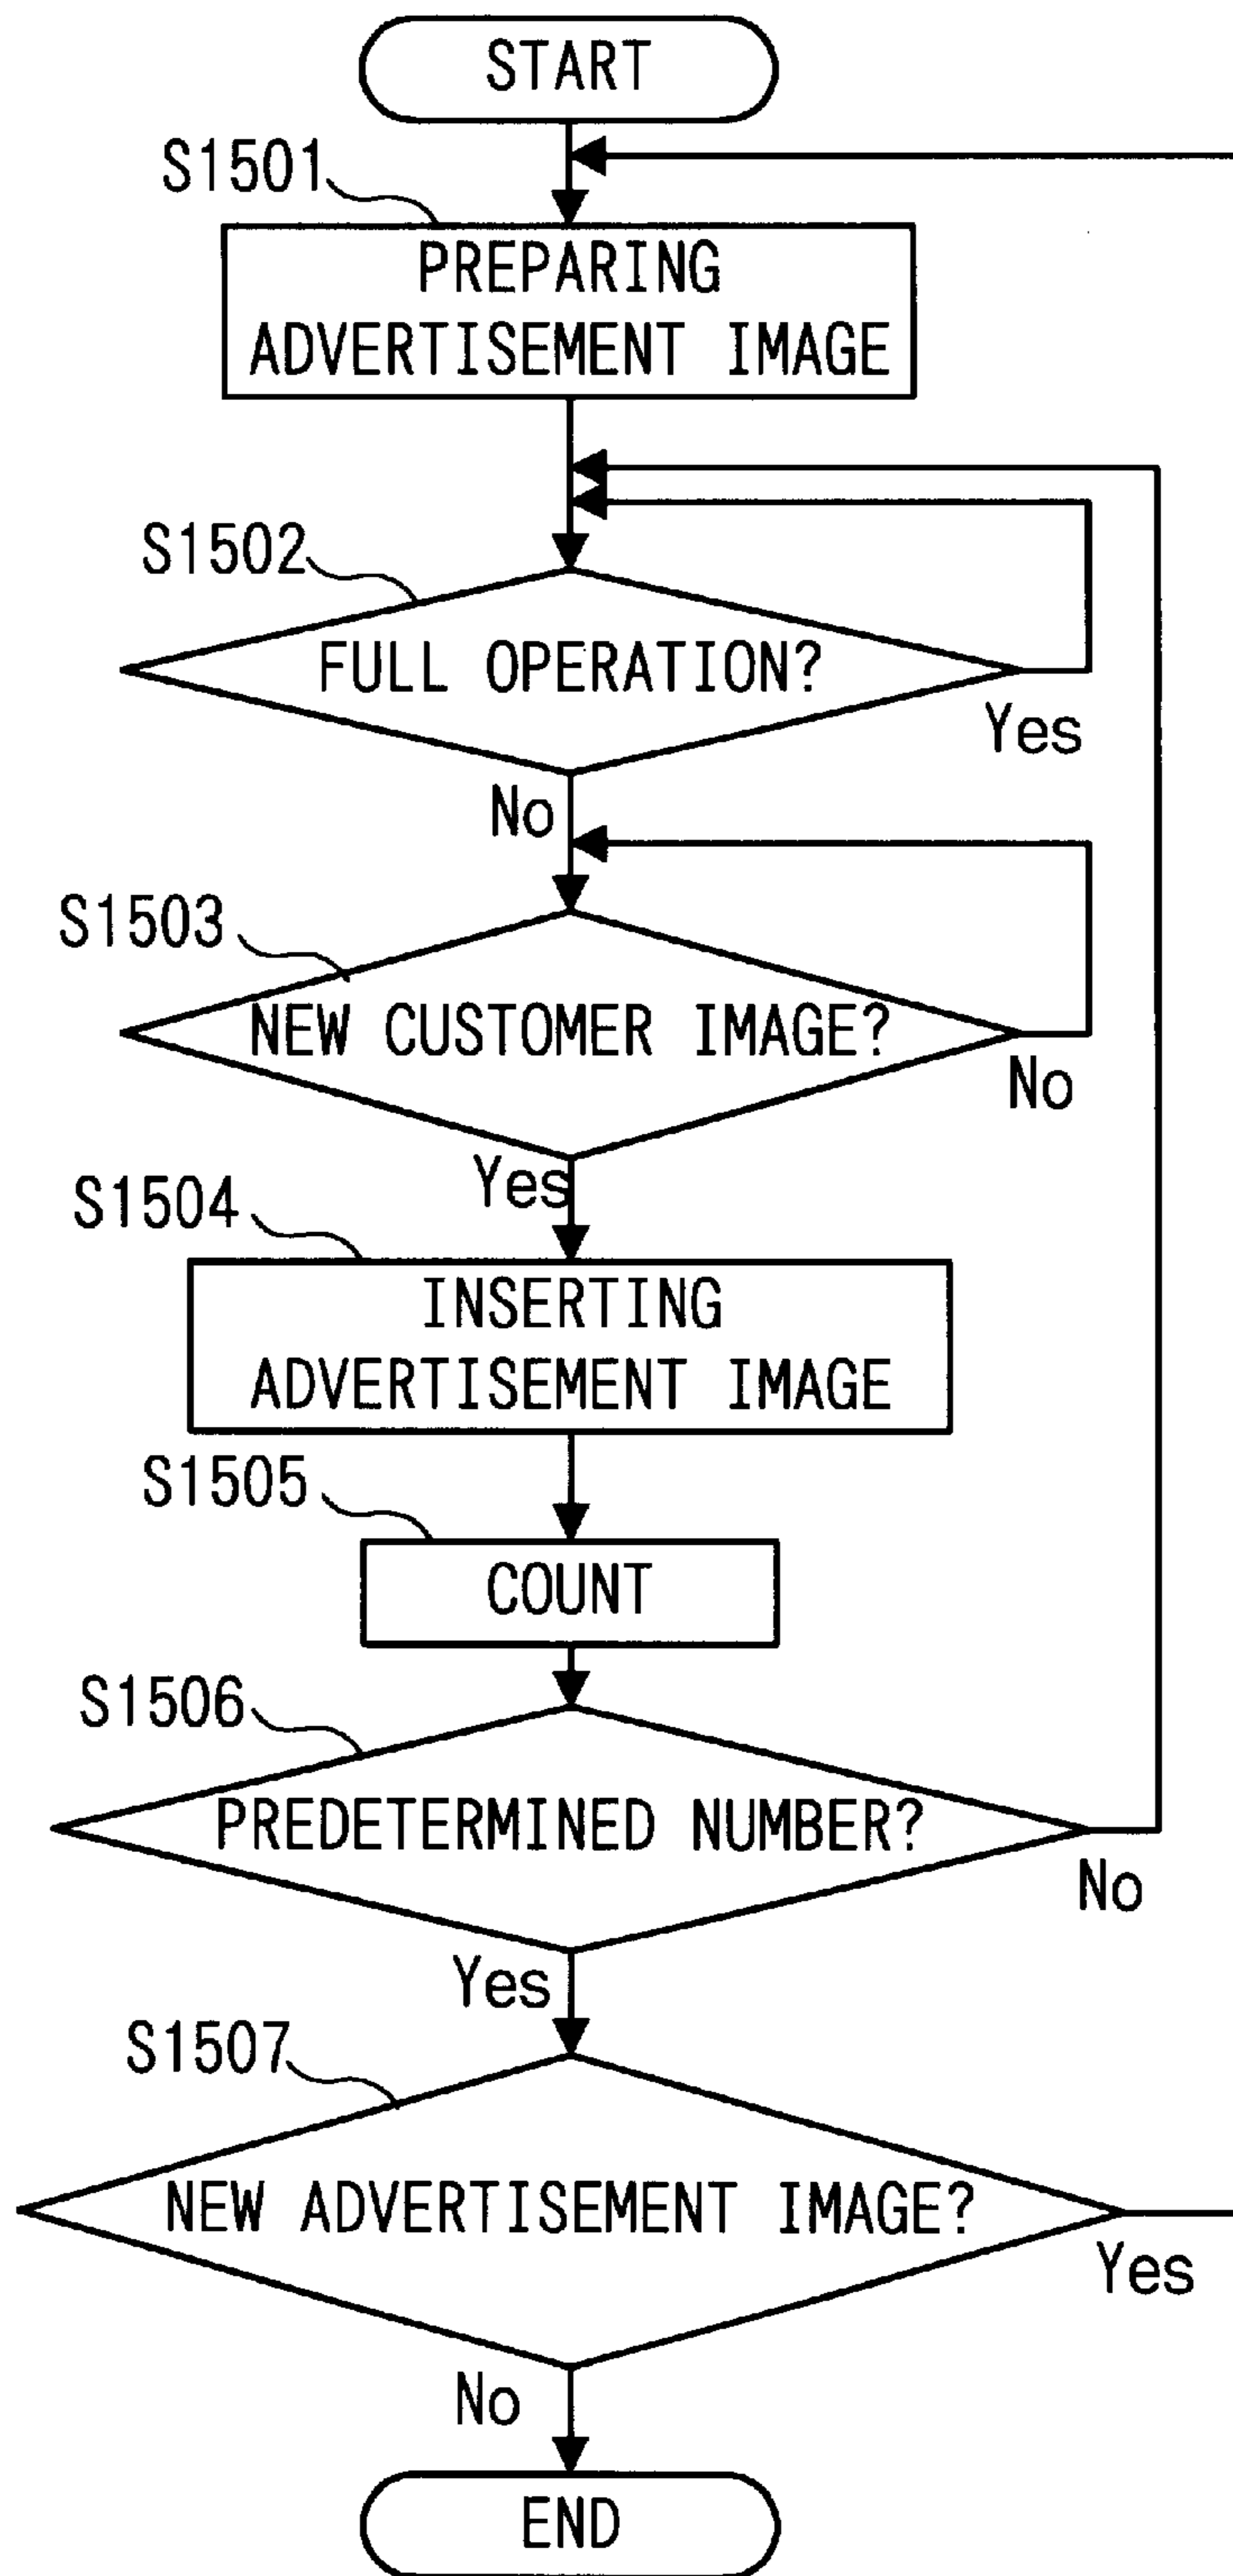 START
S1501
PREPARING
ADVERTISEMENT IMAGE
S1502
FULL OPERATION?
Yes
No
S1503
NEW CUSTOMER IMAGE?
No
Yes
S1504
INSERTING
ADVERTISEMENT IMAGE
S1505
COUNT
S1506
PREDETERMINED NUMBER?
No
Yes
S1507
NEW ADVERTISEMENT IMAGE?
Yes
No
END